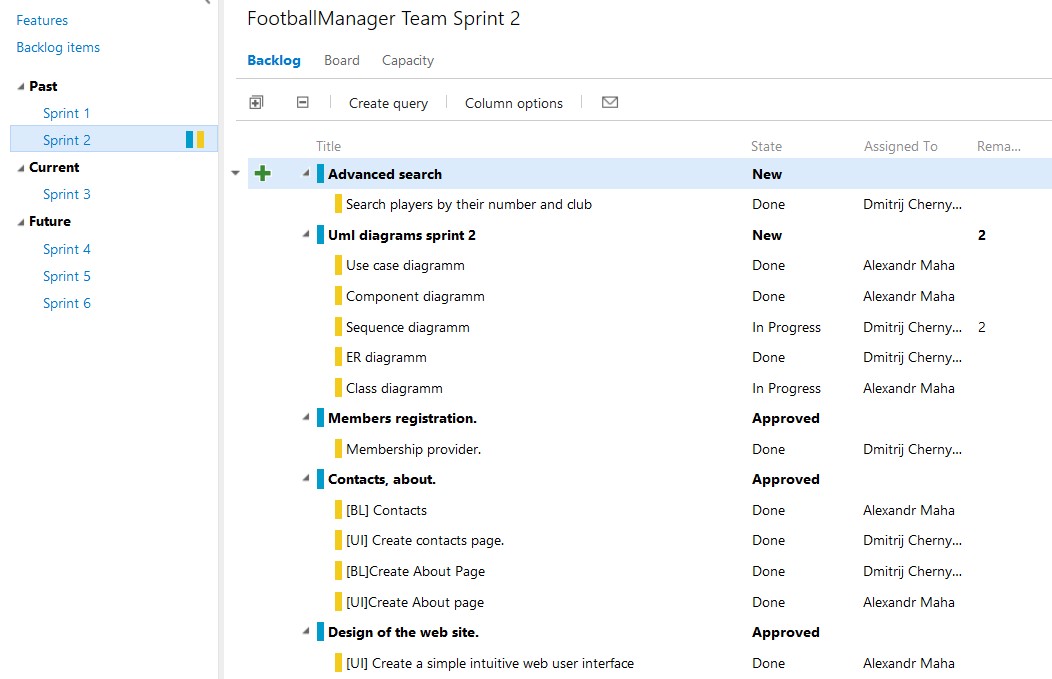 Features
Backlog items
Past
Sprint 1
Sprint 2
Current
Sprint 3
Future
Sprint 4
Sprint 5
Sprint 6
FootballManager Team Sprint 2
Backlog Board Capacity
Create query Column options
Title State Assigned To Rema...
Advanced search New
Search players by their number and club Done Dmitrij Cherny...
Uml diagrams sprint 2 New 2
Use case diagramm Done Alexandr Maha
Component diagramm Done Alexandr Maha
Sequence diagramm In Progress Dmitrij Cherny... 2
ER diagramm Done Dmitrij Cherny...
Class diagramm In Progress Alexandr Maha
Members registration. Approved
Membership provider. Done Dmitrij Cherny...
Contacts, about. Approved
[BL] Contacts Done Alexandr Maha
[UI] Create contacts page. Done Dmitrij Cherny...
[BL]Create About Page Done Dmitrij Cherny...
[UI]Create About page Done Alexandr Maha
Design of the web site. Approved
[UI] Create a simple intuitive web user interface Done Alexandr Maha